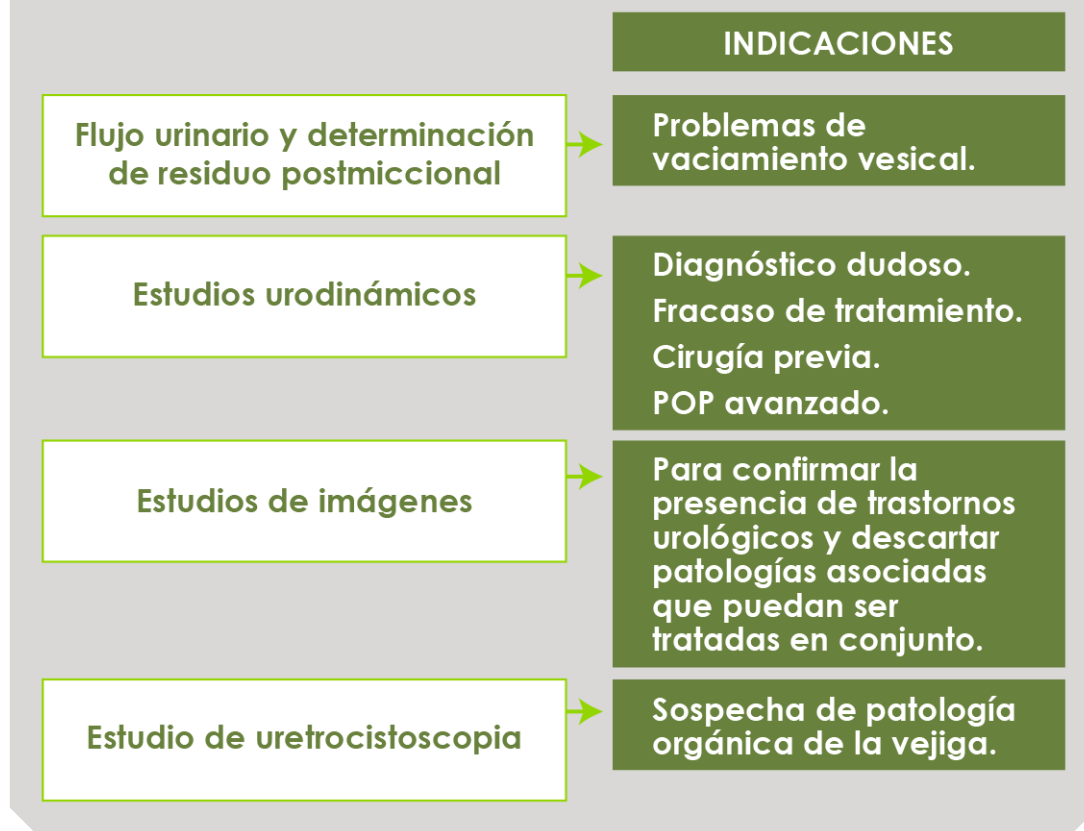 INDICACIONES
Flujo urinario y determinación
de residuo postmiccional
Problemas de
vaciamiento vesical.
Estudios urodinámicos
Diagnóstico dudoso.
Fracaso de tratamiento.
Cirugía previa.
POP avanzado.
Estudios de imágenes
Para confirmar la
presencia de trastornos
urológicos y descartar
patologías asociadas
que puedan ser
tratadas en conjunto.
Estudio de uretrocistoscopia
Sospecha de patología
orgánica de la vejiga.